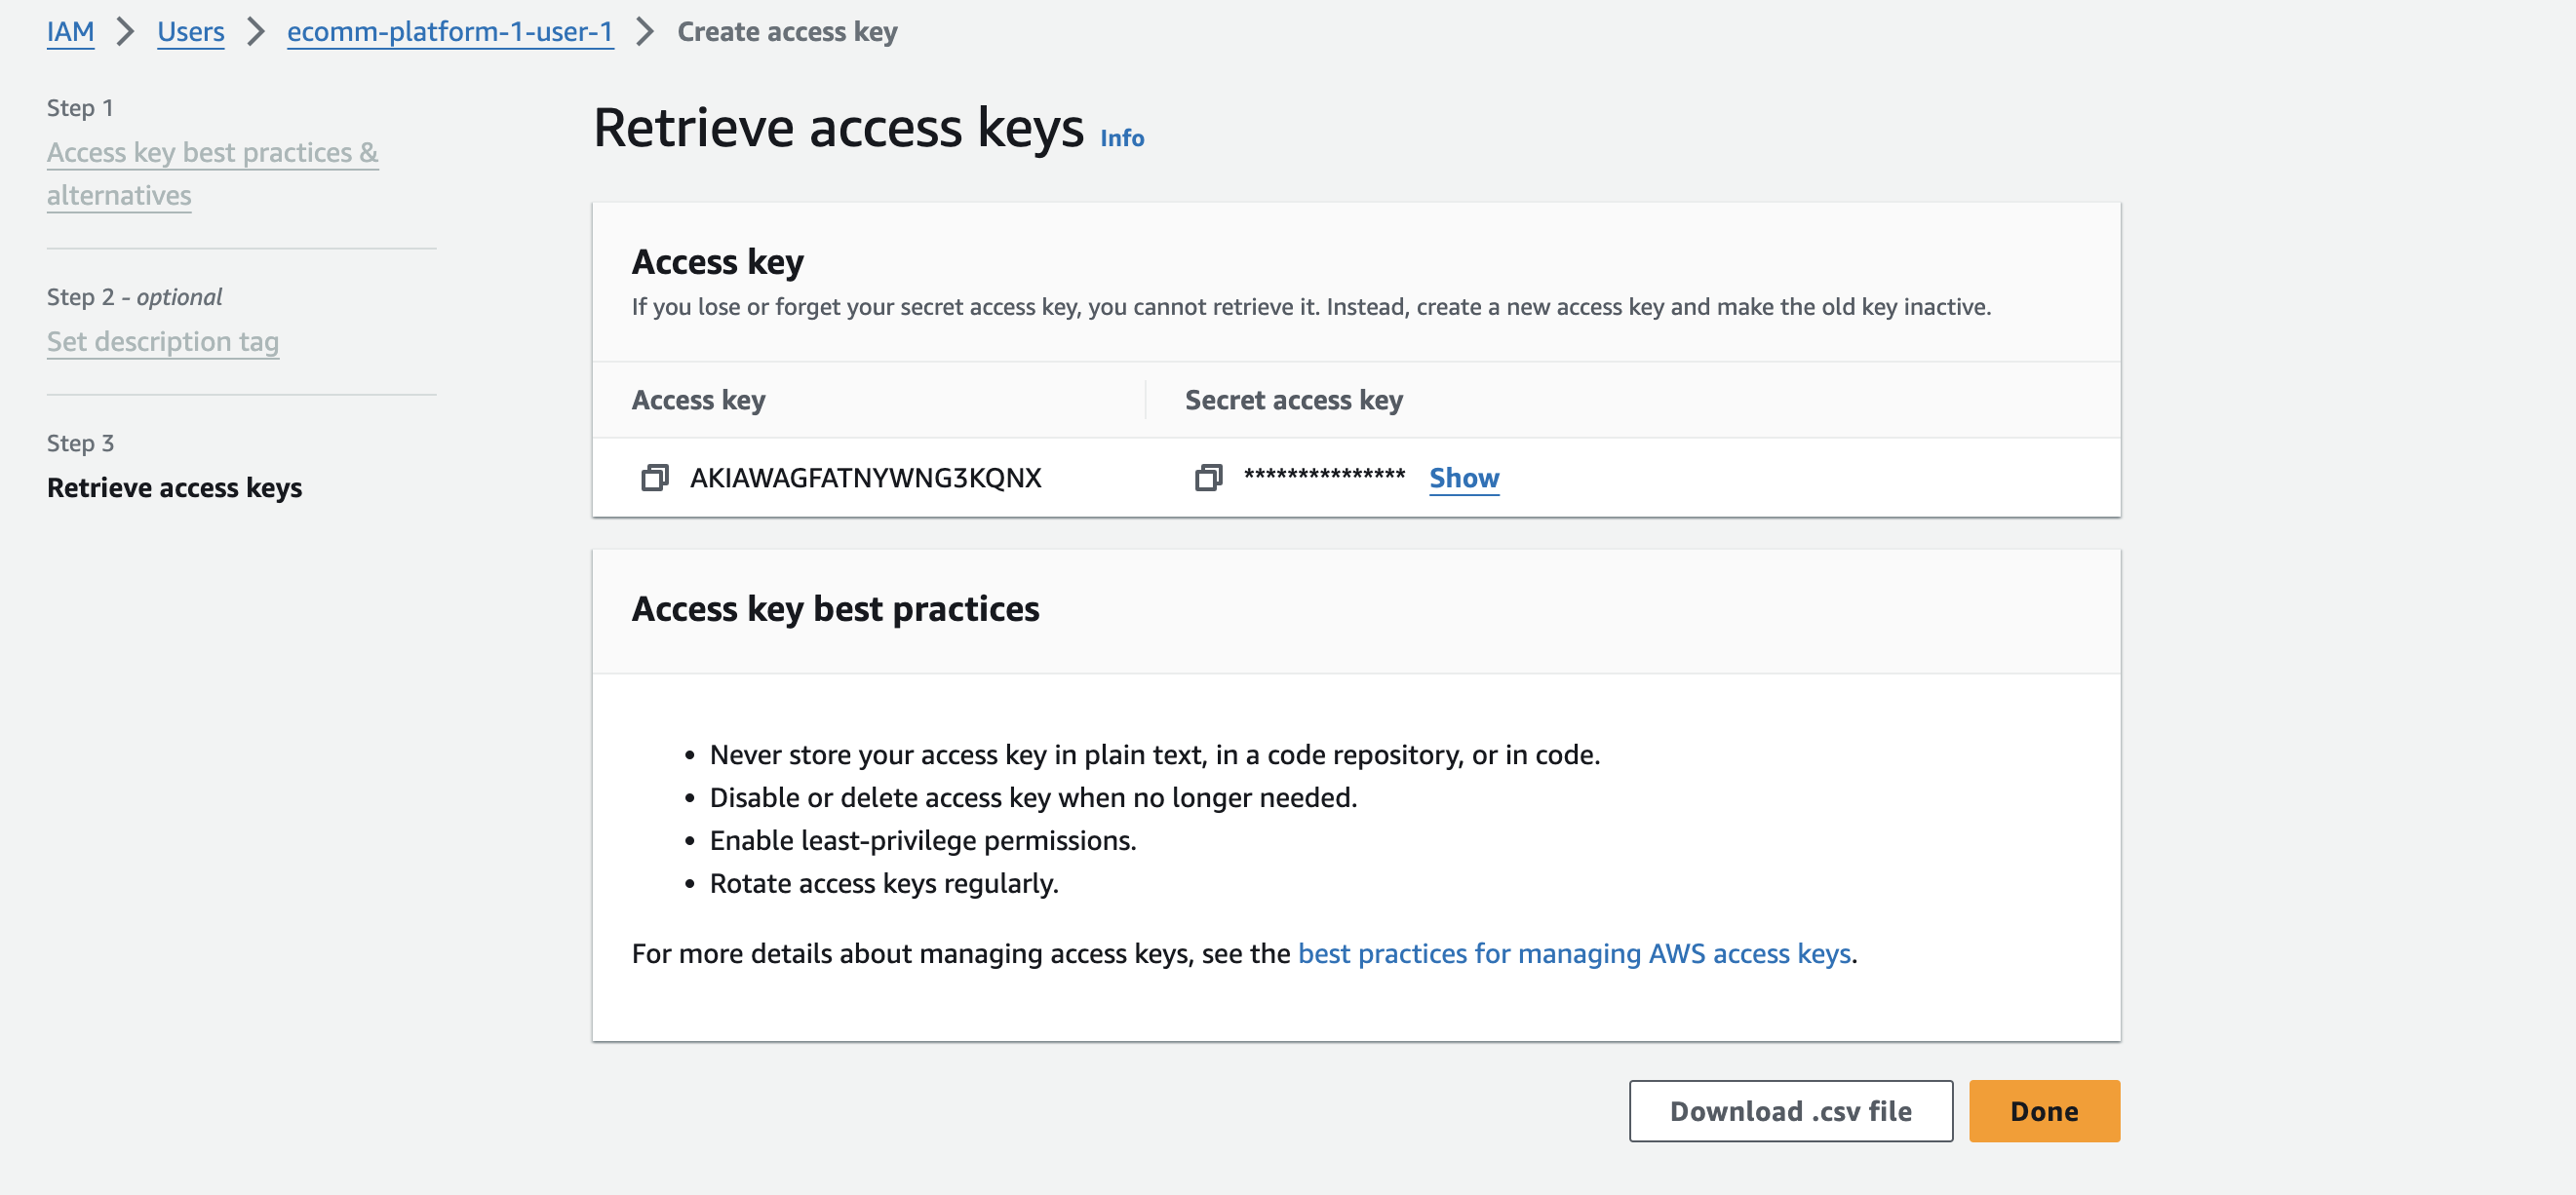 IAM > Users > ecomm-platform-1-user-1 > Create access key
Step 1
Access key best practices &
alternatives
Step 2 - optional
Set description tag
Step 3
Retrieve access keys
Retrieve access keys Info
Access key
If you lose or forget your secret access key, you cannot retrieve it. Instead, create a new access key and make the old key inactive.
Access key Secret access key
AKIAWAGFATNYWNG3KQNX *************** Show
Access key best practices
• Never store your access key in plain text, in a code repository, or in code.
• Disable or delete access key when no longer needed.
• Enable least-privilege permissions.
• Rotate access keys regularly.
For more details about managing access keys, see the best practices for managing AWS access keys.
Download .csv file Done